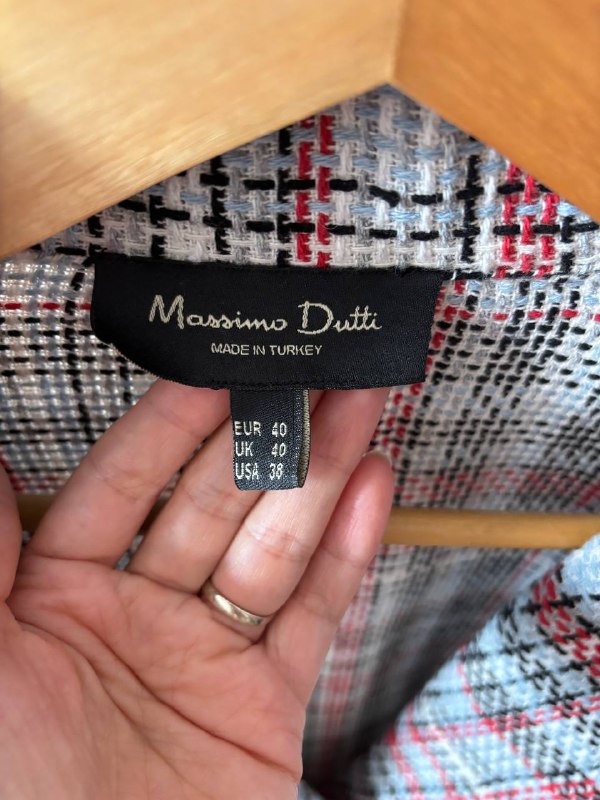 Massimo Dutti
MADE IN TURKEY
EUR 40
UK 40
USA 38